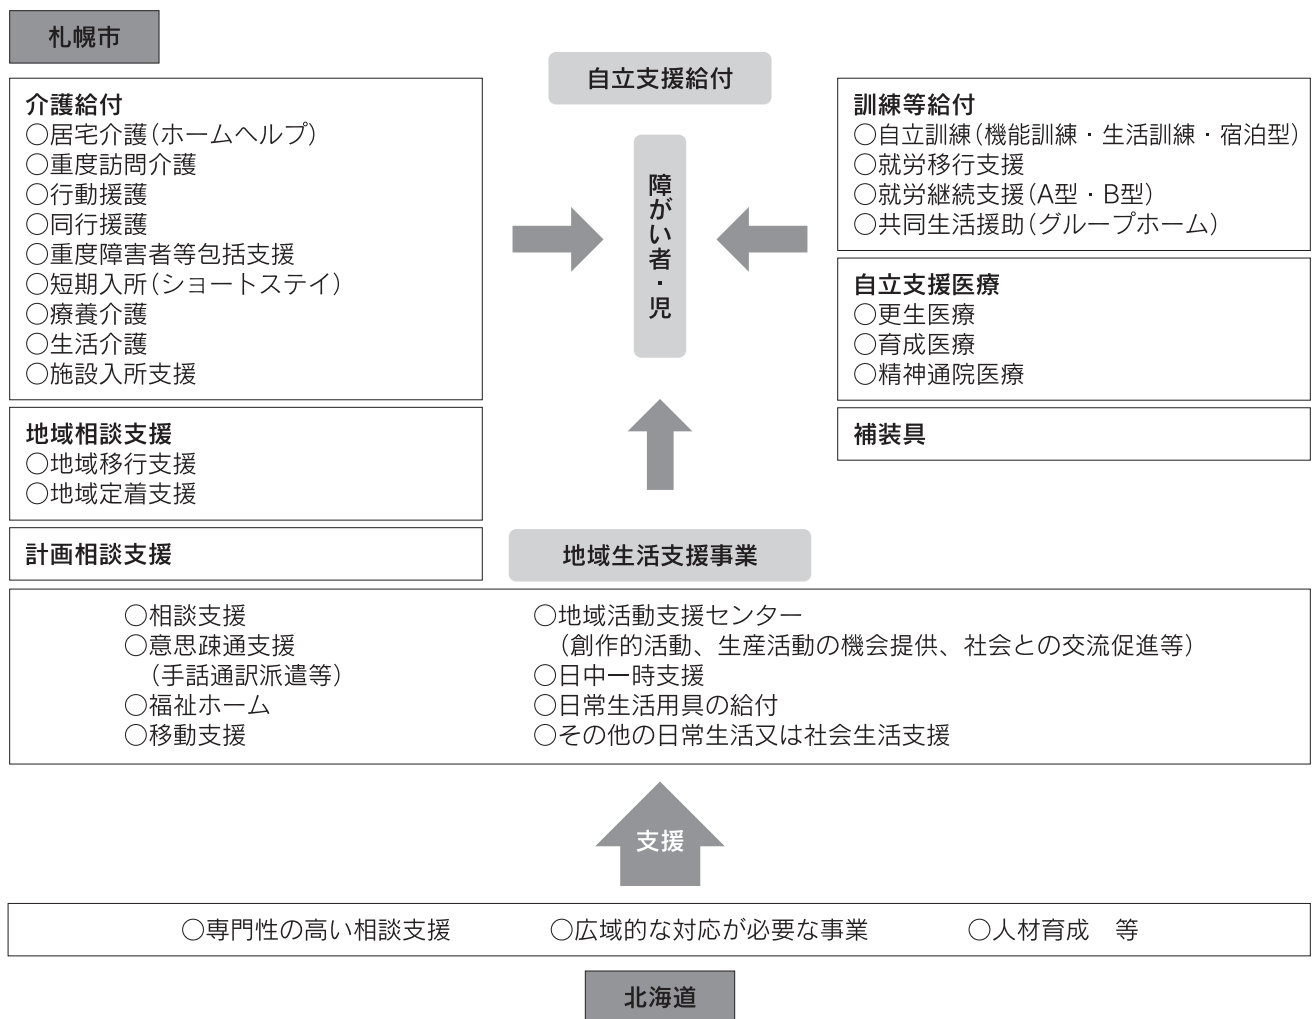 札幌市
自立支援給付
介護給付
○居宅介護(ホームヘルプ)
○重度訪問介護
○行動援護
○同行援護
○重度障害者等包括支援
○短期入所(ショートステイ)
○療養介護
○生活介護
○施設入所支援
地域相談支援
○地域移行支援
○地域定着支援
計画相談支援
障がい者・児
訓練等給付
○自立訓練(機能訓練・生活訓練・宿泊型)
○就労移行支援
○就労継続支援(A型・B型)
○共同生活援助(グループホーム)
自立支援医療
○更生医療
○育成医療
○精神通院医療
補装具
地域生活支援事業
○相談支援
○意思疎通支援
(手話通訳派遣等)
○福祉ホーム
○移動支援
○地域活動支援センター
(創作的活動、生産活動の機会提供、社会との交流促進等)
○日中一時支援
○日常生活用具の給付
○その他の日常生活又は社会生活支援
支援
○専門性の高い相談支援 ○広域的な対応が必要な事業 ○人材育成 等
北海道